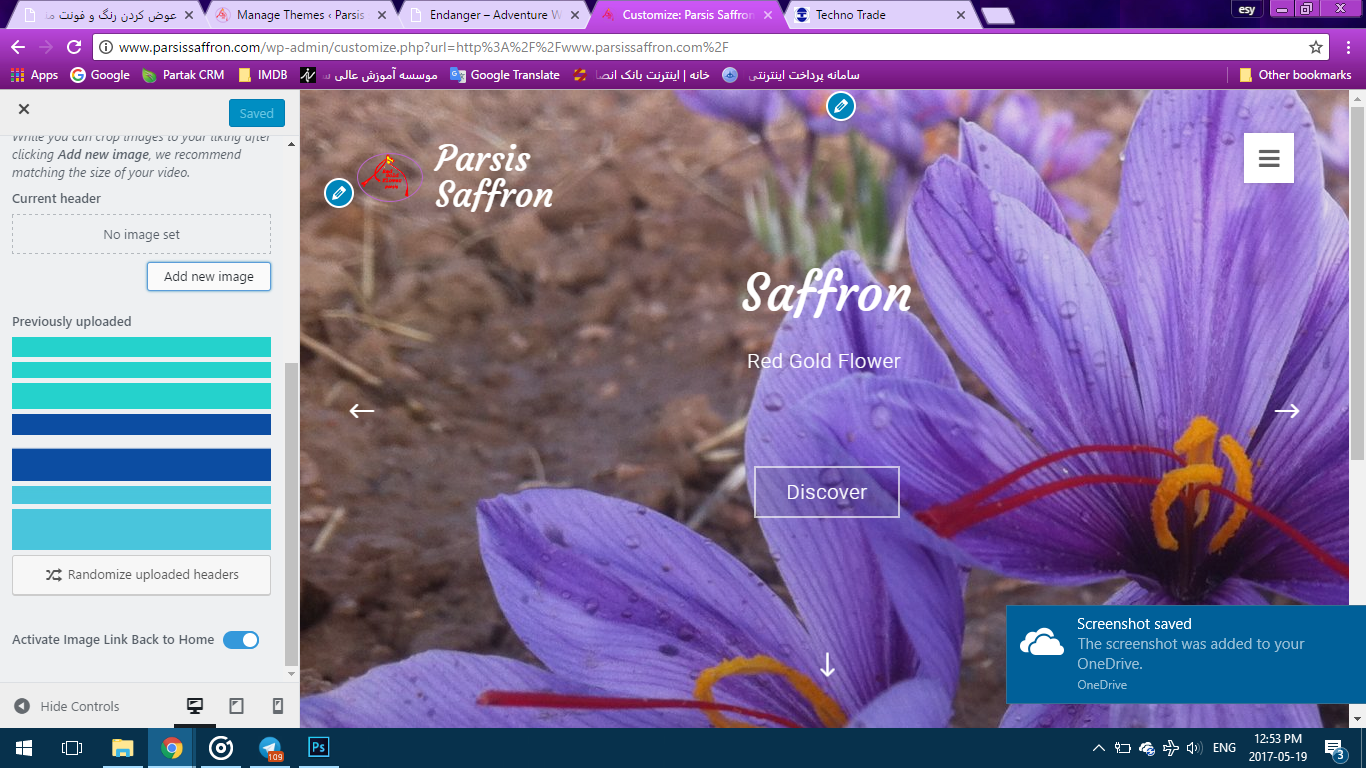 عوض کردن رنگ و فونت ما
Manage Themes ‹ Parsis
Endanger – Adventure W
Customize: Parsis Saffron
Techno Trade
esy
www.parsissaffron.com/wp-admin/customize.php?url=http%3A%2F%2Fwww.parsissaffron.com%2F
Apps
Google
Partak CRM
IMDB
موسسه آموزش عالی
Google Translate
خانه | اینترنت بانک انصا
سامانه پرداخت اینترنتی
Other bookmarks
Saved
While you can crop images to your liking after
clicking Add new image, we recommend
matching the size of your video.
Current header
No image set
Add new image
Previously uploaded
Randomize uploaded headers
Activate Image Link Back to Home
Hide Controls
Parsis
Saffron
Saffron
Red Gold Flower
Discover
Screenshot saved
The screenshot was added to your
OneDrive.
OneDrive
109
Ps
ENG
12:53 PM
2017-05-19
3